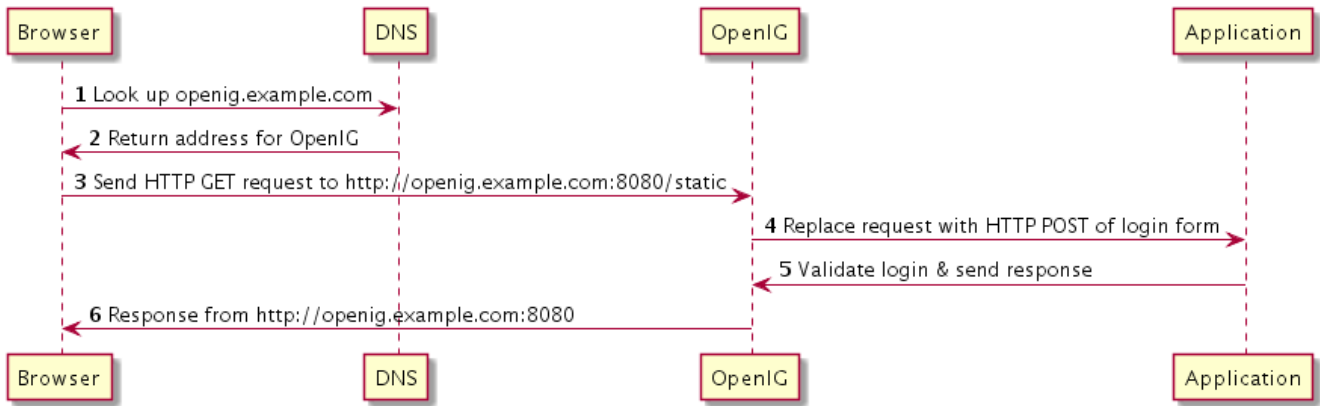 Browser
DNS
OpenIG
Application
1 Look up openig.example.com
2 Return address for OpenIG
3 Send HTTP GET request to http://openig.example.com:8080/static
4 Replace request with HTTP POST of login form
5 Validate login & send response
6 Response from http://openig.example.com:8080
Browser
DNS
OpenIG
Application